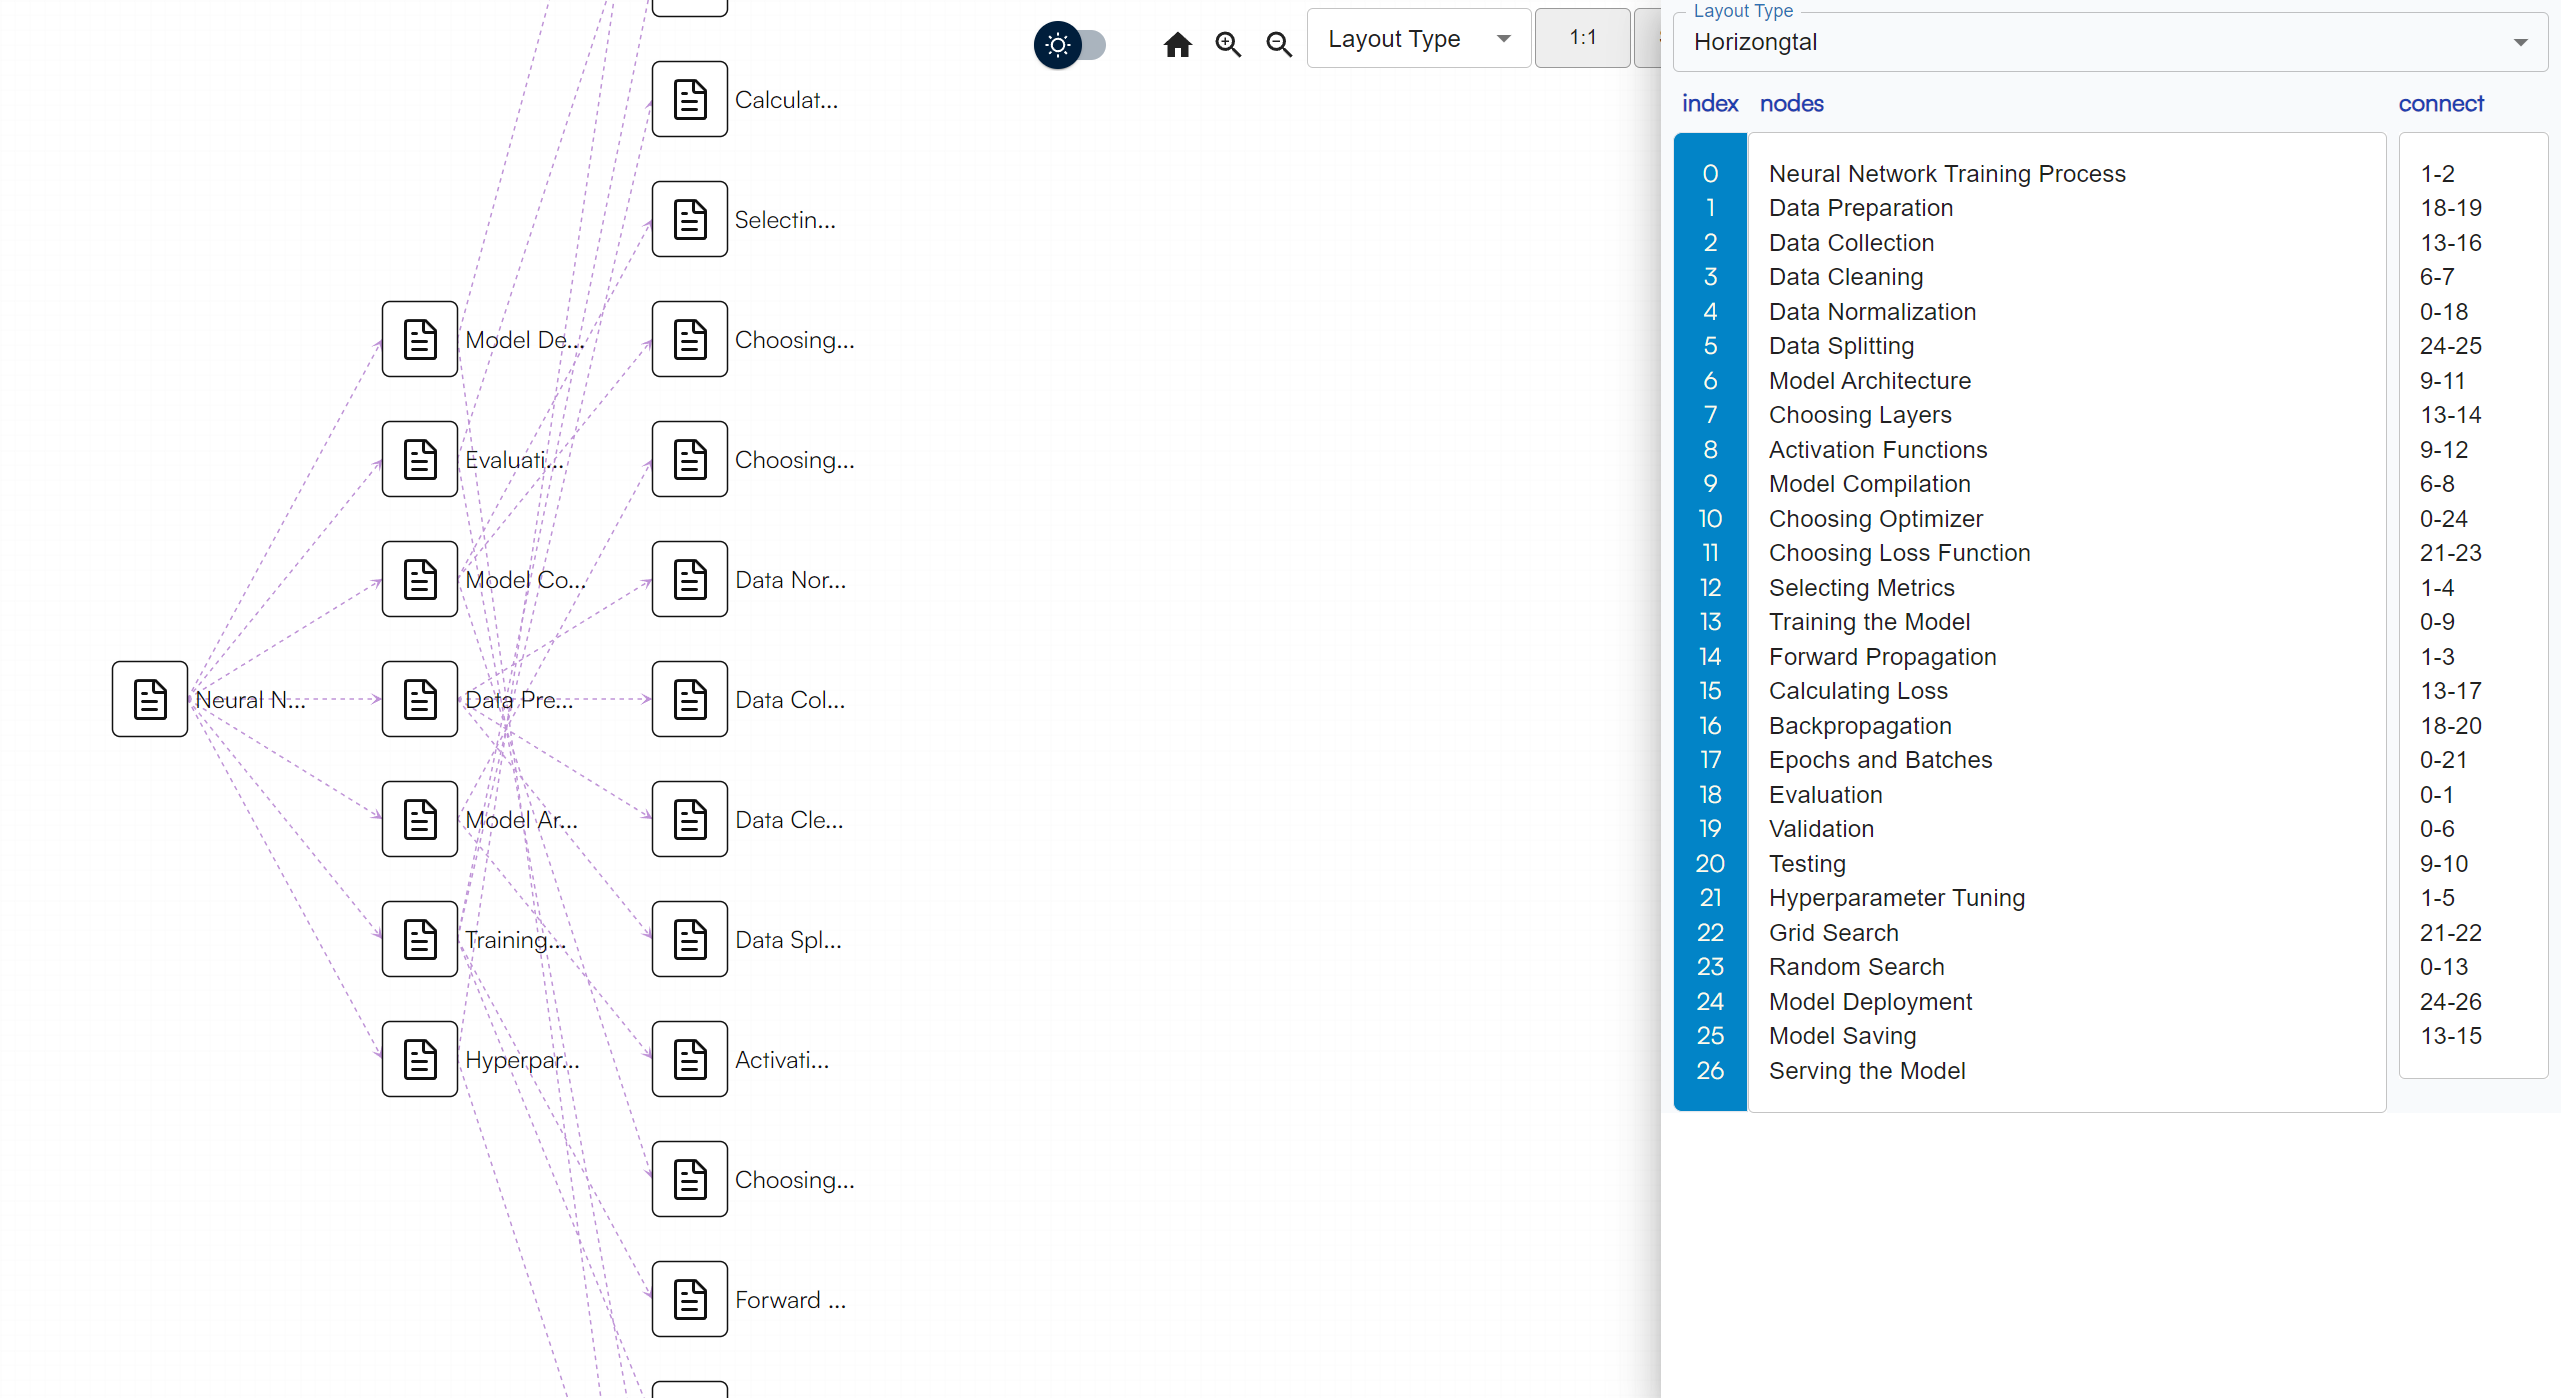 Layout Type
1:1
Layout Type
Horizongtal
index nodes connect
0 Neural Network Training Process 1-2
1 Data Preparation 18-19
2 Data Collection 13-16
3 Data Cleaning 6-7
4 Data Normalization 0-18
5 Data Splitting 24-25
6 Model Architecture 9-11
7 Choosing Layers 13-14
8 Activation Functions 9-12
9 Model Compilation 6-8
10 Choosing Optimizer 0-24
11 Choosing Loss Function 21-23
12 Selecting Metrics 1-4
13 Training the Model 0-9
14 Forward Propagation 1-3
15 Calculating Loss 13-17
16 Backpropagation 18-20
17 Epochs and Batches 0-21
18 Evaluation 0-1
19 Validation 0-6
20 Testing 9-10
21 Hyperparameter Tuning 1-5
22 Grid Search 21-22
23 Random Search 0-13
24 Model Deployment 24-26
25 Model Saving 13-15
26 Serving the Model
Neural N...
Model De...
Evaluati...
Model Co...
Data Pre...
Model Ar...
Training...
Hyperpar...
Calculat...
Selectin...
Choosing...
Choosing...
Data Nor...
Data Col...
Data Cle...
Data Spl...
Activati...
Choosing...
Forward ...